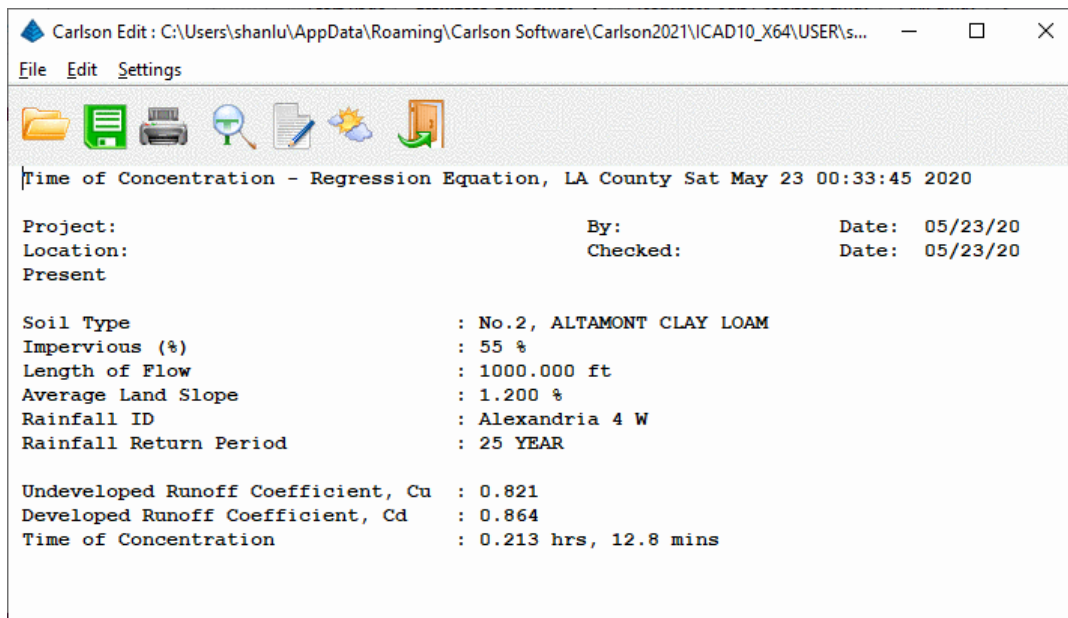 Carlson Edit : C:\Users\shanlu\AppData\Roaming\Carlson Software\Carlson2021\ICAD10_X64\USER\s...
File Edit Settings
Time of Concentration - Regression Equation, LA County Sat May 23 00:33:45 2020
Project: By: Date: 05/23/20
Location: Checked: Date: 05/23/20
Present
Soil Type : No.2, ALTAMONT CLAY LOAM
Impervious (%) : 55 %
Length of Flow : 1000.000 ft
Average Land Slope : 1.200 %
Rainfall ID : Alexandria 4 W
Rainfall Return Period : 25 YEAR
Undeveloped Runoff Coefficient, Cu : 0.821
Developed Runoff Coefficient, Cd : 0.864
Time of Concentration : 0.213 hrs, 12.8 mins